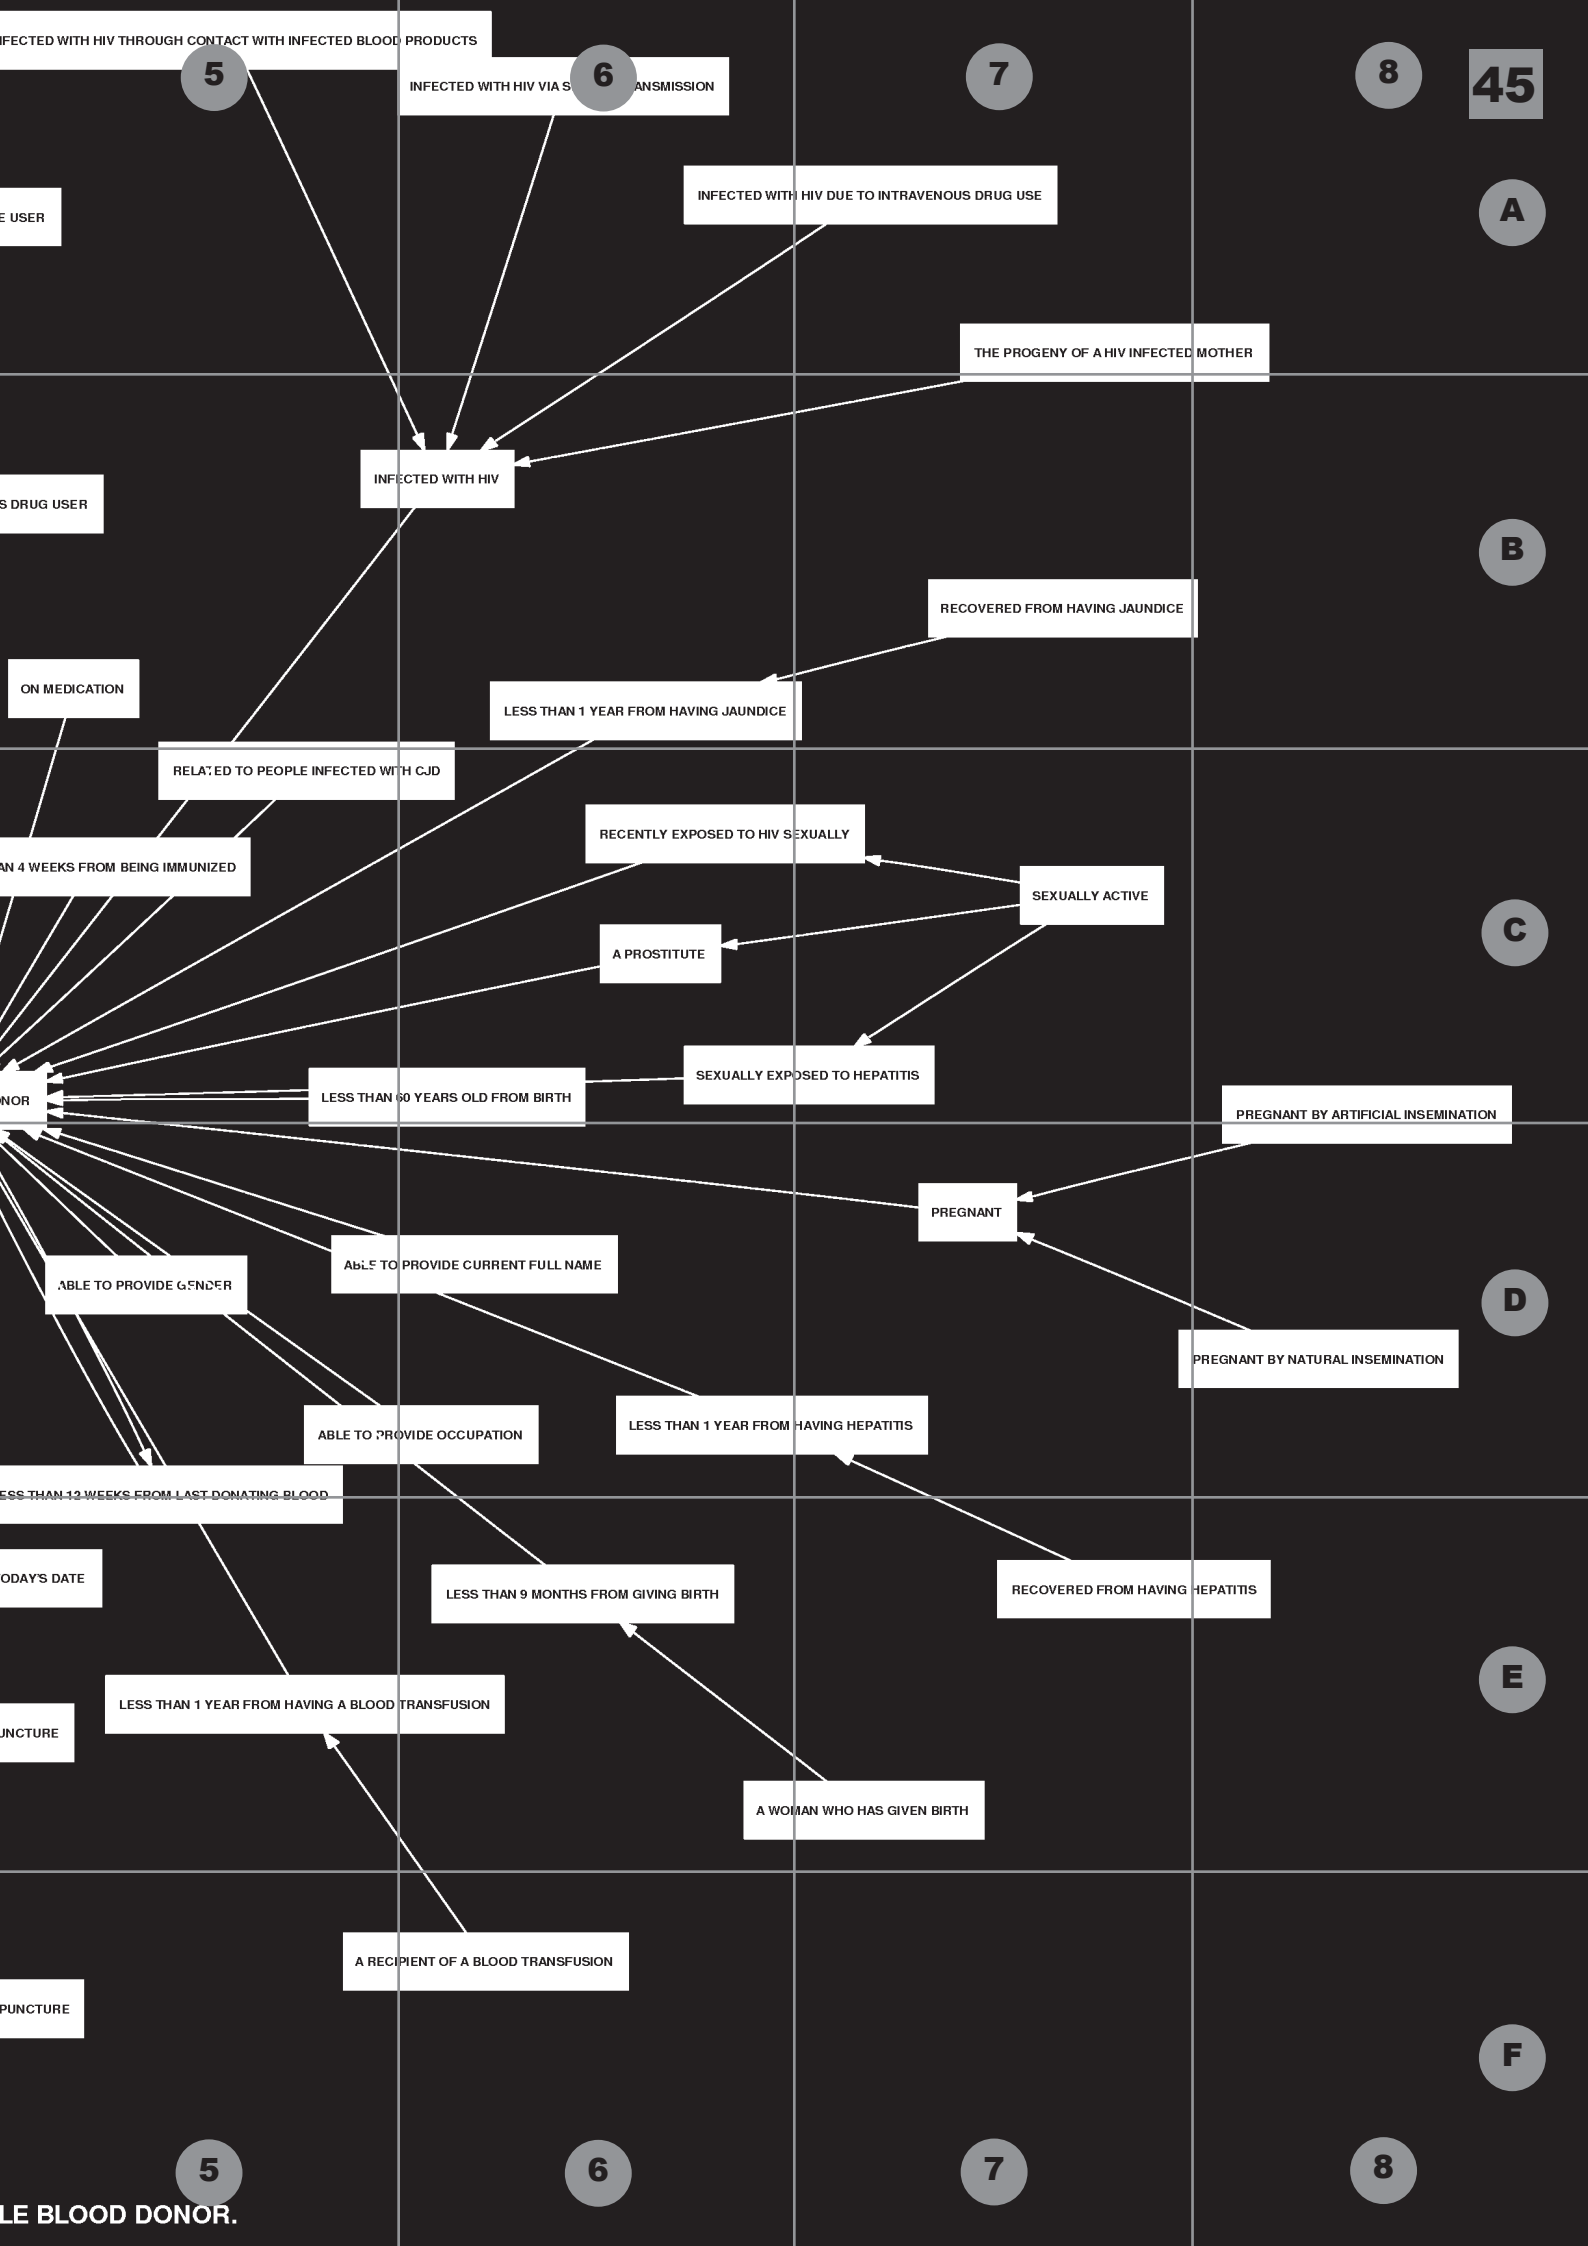 NFECTED WITH HIV THROUGH CONTACT WITH INFECTED BLOOD PRODUCTS
5
6
7
8
45
INFECTED WITH HIV VIA S ANSMISSION
INFECTED WITH HIV DUE TO INTRAVENOUS DRUG USE
A
E USER
THE PROGENY OF A HIV INFECTED MOTHER
INFECTED WITH HIV
S DRUG USER
B
RECOVERED FROM HAVING JAUNDICE
ON MEDICATION
LESS THAN 1 YEAR FROM HAVING JAUNDICE
RELATED TO PEOPLE INFECTED WITH CJD
RECENTLY EXPOSED TO HIV SEXUALLY
AN 4 WEEKS FROM BEING IMMUNIZED
SEXUALLY ACTIVE
C
A PROSTITUTE
SEXUALLY EXPOSED TO HEPATITIS
LESS THAN 60 YEARS OLD FROM BIRTH
ONOR
PREGNANT BY ARTIFICIAL INSEMINATION
PREGNANT
ABLE TO PROVIDE CURRENT FULL NAME
ABLE TO PROVIDE GENDER
D
PREGNANT BY NATURAL INSEMINATION
LESS THAN 1 YEAR FROM HAVING HEPATITIS
ABLE TO PROVIDE OCCUPATION
ESS THAN 12 WEEKS FROM LAST DONATING BLOOD
ODAY'S DATE
RECOVERED FROM HAVING HEPATITIS
LESS THAN 9 MONTHS FROM GIVING BIRTH
E
LESS THAN 1 YEAR FROM HAVING A BLOOD TRANSFUSION
UNCTURE
A WOMAN WHO HAS GIVEN BIRTH
A RECIPIENT OF A BLOOD TRANSFUSION
PUNCTURE
F
5
6
7
8
LE BLOOD DONOR.